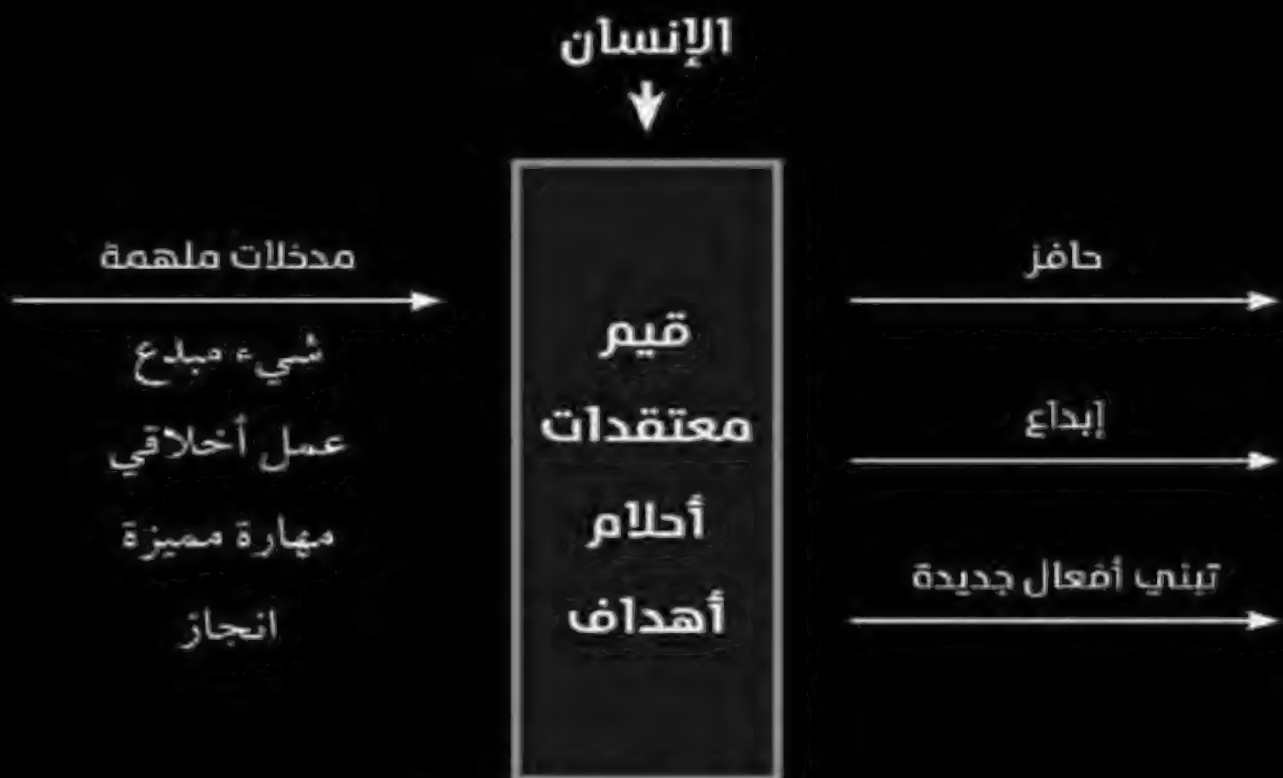 الإنسان
مدخلات ملهمة
شيء مبدع
عمل أخلاقي
مهارة مميزة
انجاز
قيم
معتقدات
أحلام
أهداف
حافز
إبداع
تبني أفعال جديدة